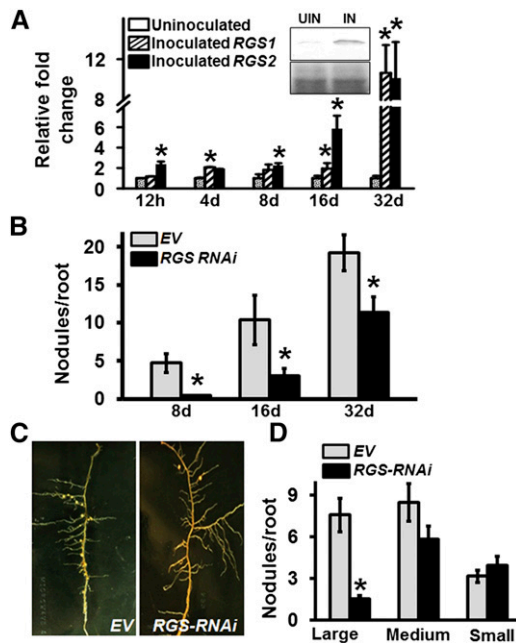 A
Uninoculated
Inoculated RGS1
Inoculated RGS2
UIN IN
Relative fold change
10
6
4
2
0
* * * * * * * *
12h 4d 8d 16d 32d
B
EV
RGS RNAi
Nodules/root
20
15
10
5
0
* * *
8d 16d 32d
C
EV
RGS-RNAi
D
EV
RGS-RNAi
Nodules/root
9
6
3
0
*
Large Medium Small